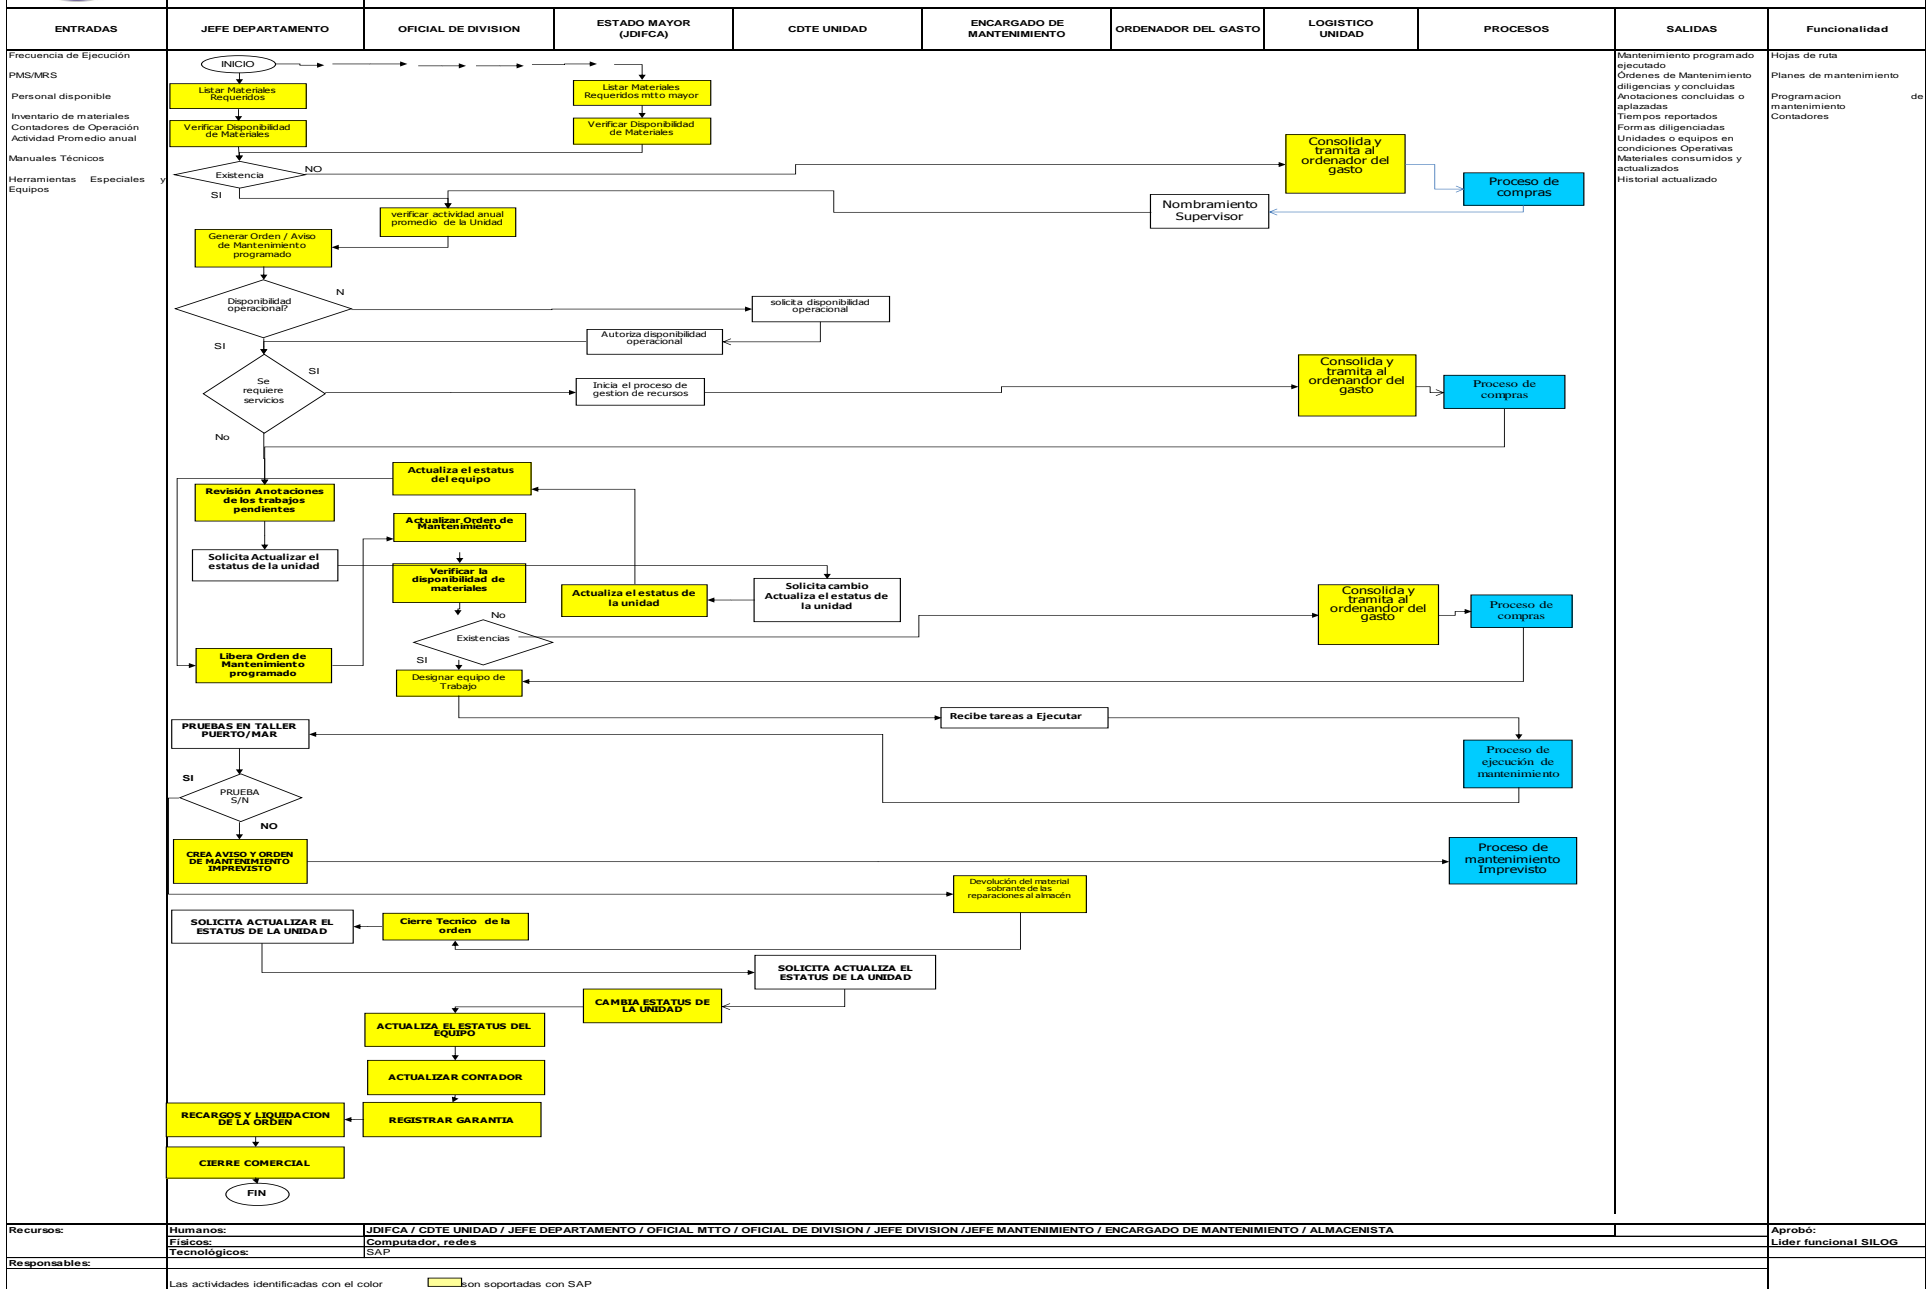 ENTRADAS
JEFE DEPARTAMENTO
OFICIAL DE DIVISION
ESTADO MAYOR
(JDIFCA)
CDTE UNIDAD
ENCARGADO DE
MANTENIMIENTO
ORDENADOR DEL GASTO
LOGISTICO
UNIDAD
PROCESOS
SALIDAS
Funcionalidad
Frecuencia de Ejecución
PMS/MRS
Personal disponible
Inventario de materiales
Contadores de Operación
Actividad Promedio anual
Manuales Técnicos
Herramientas Especiales y
Equipos
INICIO
Listar Materiales
Requeridos
Verificar Disponibilidad
de Materiales
Listar Materiales
Requeridos mtto mayor
Verificar Disponibilidad
de Materiales
Existencia
NO
SI
Consolida y
tramita al
ordenador del
gasto
Proceso de
compras
Nombramiento
Supervisor
verificar actividad anual
promedio de la Unidad
Generar Orden / Aviso
de Mantenimiento
programado
Disponibilidad
operacional?
N
SI
solicita disponibilidad
operacional
Autoriza disponibilidad
operacional
Se
requiere
servicios
SI
No
Inicia el proceso de
gestion de recursos
Consolida y
tramita al
ordenandor del
gasto
Proceso de
compras
Actualiza el estatus
del equipo
Revisión Anotaciones
de los trabajos
pendientes
Actualizar Orden de
Mantenimiento
Solicita Actualizar el
estatus de la unidad
Verificar la
disponibilidad de
materiales
Actualiza el estatus de
la unidad
Solicita cambio
Actualiza el estatus de
la unidad
Consolida y
tramita al
ordenandor del
gasto
Proceso de
compras
No
Existencias
SI
Libera Orden de
Mantenimiento
programado
Designar equipo de
Trabajo
Recibe tareas a Ejecutar
PRUEBAS EN TALLER
PUERTO/MAR
Proceso de
ejecución de
mantenimiento
SI
PRUEBA
S/N
NO
CREA AVISO Y ORDEN
DE MANTENIMIENTO
IMPREVISTO
Proceso de
mantenimiento
Imprevisto
Devolución del material
sobrante de las
reparaciones al almacén
SOLICITA ACTUALIZAR EL
ESTATUS DE LA UNIDAD
Cierre Tecnico de la
orden
SOLICITA ACTUALIZA EL
ESTATUS DE LA UNIDAD
CAMBIA ESTATUS DE
LA UNIDAD
ACTUALIZA EL ESTATUS DEL
EQUIPO
ACTUALIZAR CONTADOR
RECARGOS Y LIQUIDACION
DE LA ORDEN
REGISTRAR GARANTIA
CIERRE COMERCIAL
FIN
Mantenimiento programado
ejecutado
Órdenes de Mantenimiento
diligencias y concluidas
Anotaciones concluidas o
aplazadas
Tiempos reportados
Formas diligenciadas
Unidades o equipos en
condiciones Operativas
Materiales consumidos y
actualizados
Historial actualizado
Hojas de ruta
Planes de mantenimiento
Programacion de
mantenimiento
Contadores
Recursos:
Humanos:
JDIFCA / CDTE UNIDAD / JEFE DEPARTAMENTO / OFICIAL MTTO / OFICIAL DE DIVISION / JEFE DIVISION /JEFE MANTENIMIENTO / ENCARGADO DE MANTENIMIENTO / ALMACENISTA
Aprobó:
Físicos:
Computador, redes
Lider funcional SILOG
Tecnológicos:
SAP
Responsables:
Las actividades identificadas con el color son soportadas con SAP